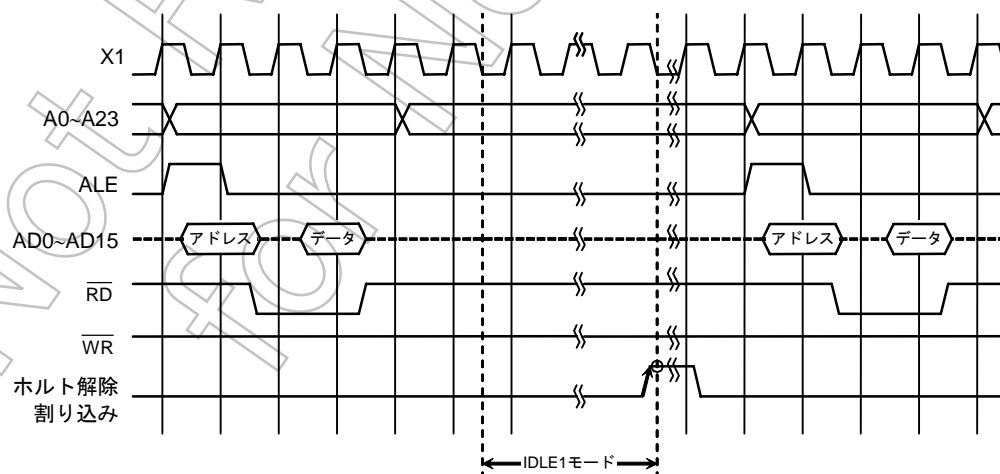 X1
A0~A23
ALE
AD0~AD15
アドレス
データ
アドレス
データ
RD
WR
ホルト解除
割り込み
IDLE1モード